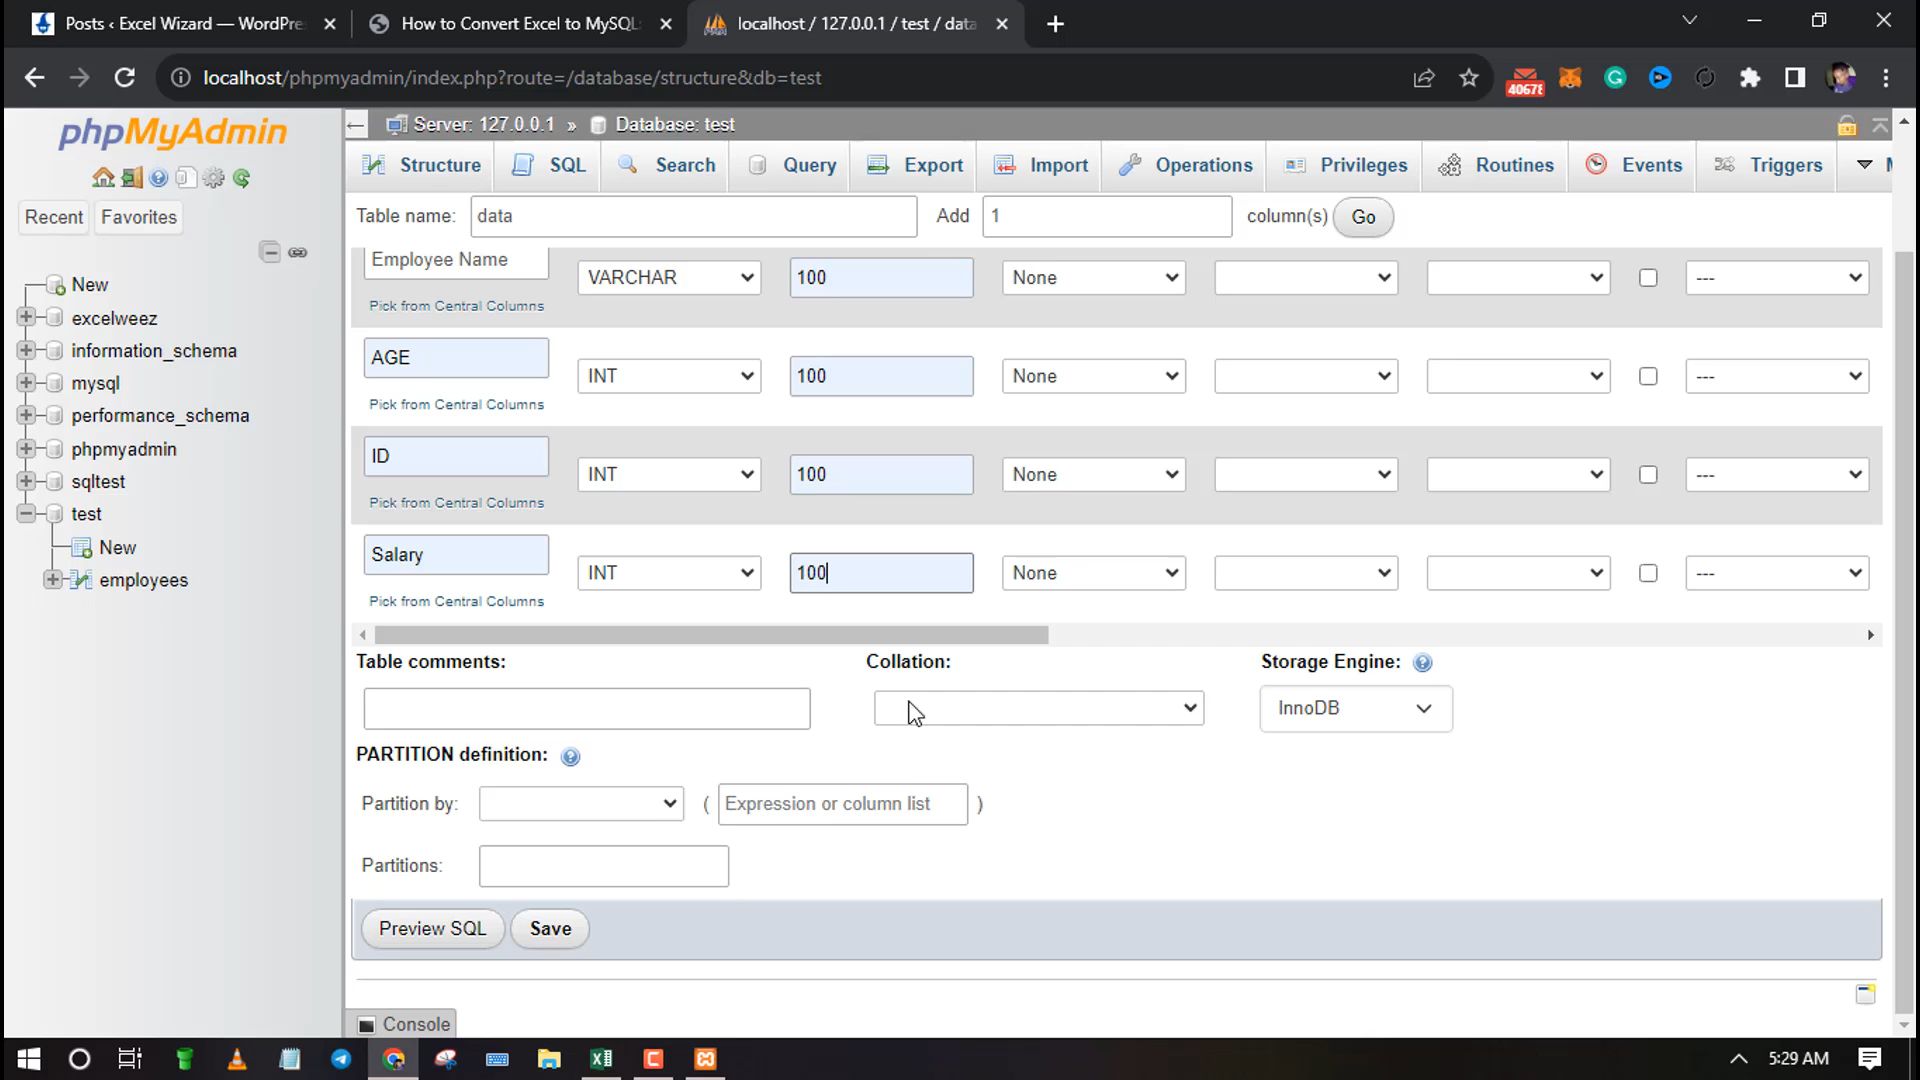 Posts ‹ Excel Wizard — WordPre
How to Convert Excel to MySQL
localhost / 127.0.0.1 / test / data
localhost/phpmyadmin/index.php?route=/database/structure&db=test
40678
phpMyAdmin
Recent
Favorites
New
excelweez
information_schema
mysql
performance_schema
phpmyadmin
sqltest
test
New
employees
Server: 127.0.0.1 » Database: test
Structure
SQL
Search
Query
Export
Import
Operations
Privileges
Routines
Events
Triggers
Table name: data Add 1 column(s) Go
Employee Name VARCHAR 100 None ---
Pick from Central Columns
AGE INT 100 None ---
Pick from Central Columns
ID INT 100 None ---
Pick from Central Columns
Salary INT 100 None ---
Pick from Central Columns
Table comments: Collation: Storage Engine:
InnoDB
PARTITION definition:
Partition by: ( Expression or column list )
Partitions:
Preview SQL Save
Console
5:29 AM